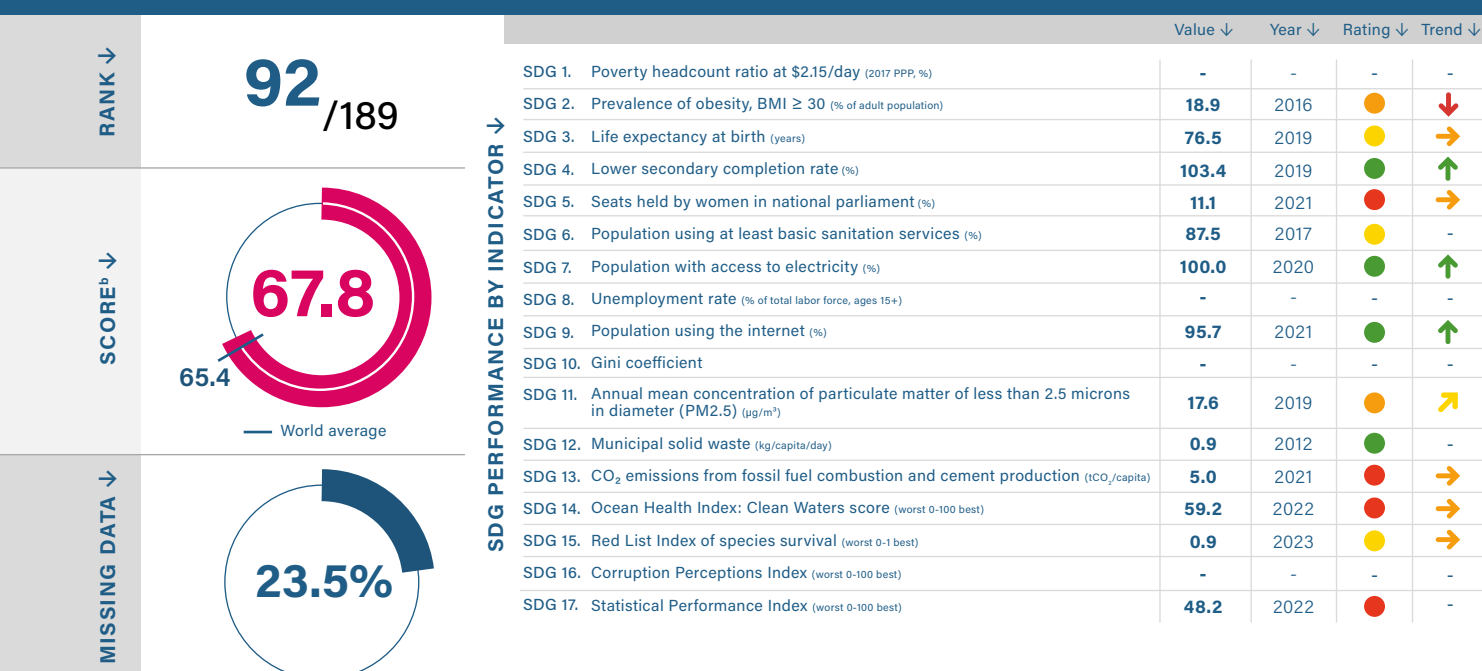 RANK →
92/189
SCOREᵇ →
67.8
65.4
World average
MISSING DATA →
23.5%
SDG PERFORMANCE BY INDICATOR →
Value ↓ Year ↓ Rating ↓ Trend ↓
SDG 1. Poverty headcount ratio at $2.15/day (2017 PPP, %) - - - -
SDG 2. Prevalence of obesity, BMI ≥ 30 (% of adult population) 18.9 2016 ↓
SDG 3. Life expectancy at birth (years) 76.5 2019 →
SDG 4. Lower secondary completion rate (%) 103.4 2019 ↑
SDG 5. Seats held by women in national parliament (%) 11.1 2021 →
SDG 6. Population using at least basic sanitation services (%) 87.5 2017 -
SDG 7. Population with access to electricity (%) 100.0 2020 ↑
SDG 8. Unemployment rate (% of total labor force, ages 15+) - - - -
SDG 9. Population using the internet (%) 95.7 2021 ↑
SDG 10. Gini coefficient - - - -
SDG 11. Annual mean concentration of particulate matter of less than 2.5 microns
in diameter (PM2.5) (μg/m³) 17.6 2019 ↗
SDG 12. Municipal solid waste (kg/capita/day) 0.9 2012 -
SDG 13. CO₂ emissions from fossil fuel combustion and cement production (tCO₂/capita) 5.0 2021 →
SDG 14. Ocean Health Index: Clean Waters score (worst 0-100 best) 59.2 2022 →
SDG 15. Red List Index of species survival (worst 0-1 best) 0.9 2023 →
SDG 16. Corruption Perceptions Index (worst 0-100 best) - - - -
SDG 17. Statistical Performance Index (worst 0-100 best) 48.2 2022 -